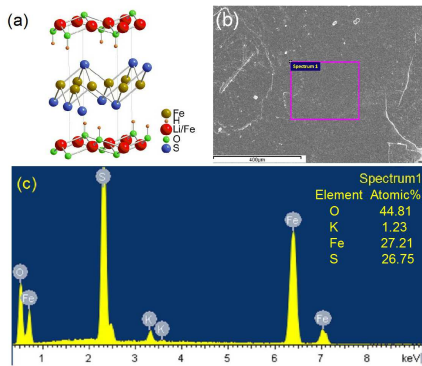 (a)
Fe
H
Li/Fe
O
S
(b)
Spectrum 1
400μm
(c)
Spectrum1
Element Atomic%
O 44.81
K 1.23
Fe 27.21
S 26.75
O
Fe
S
K
K
Fe
Fe
1 2 3 4 5 6 7 8 keV